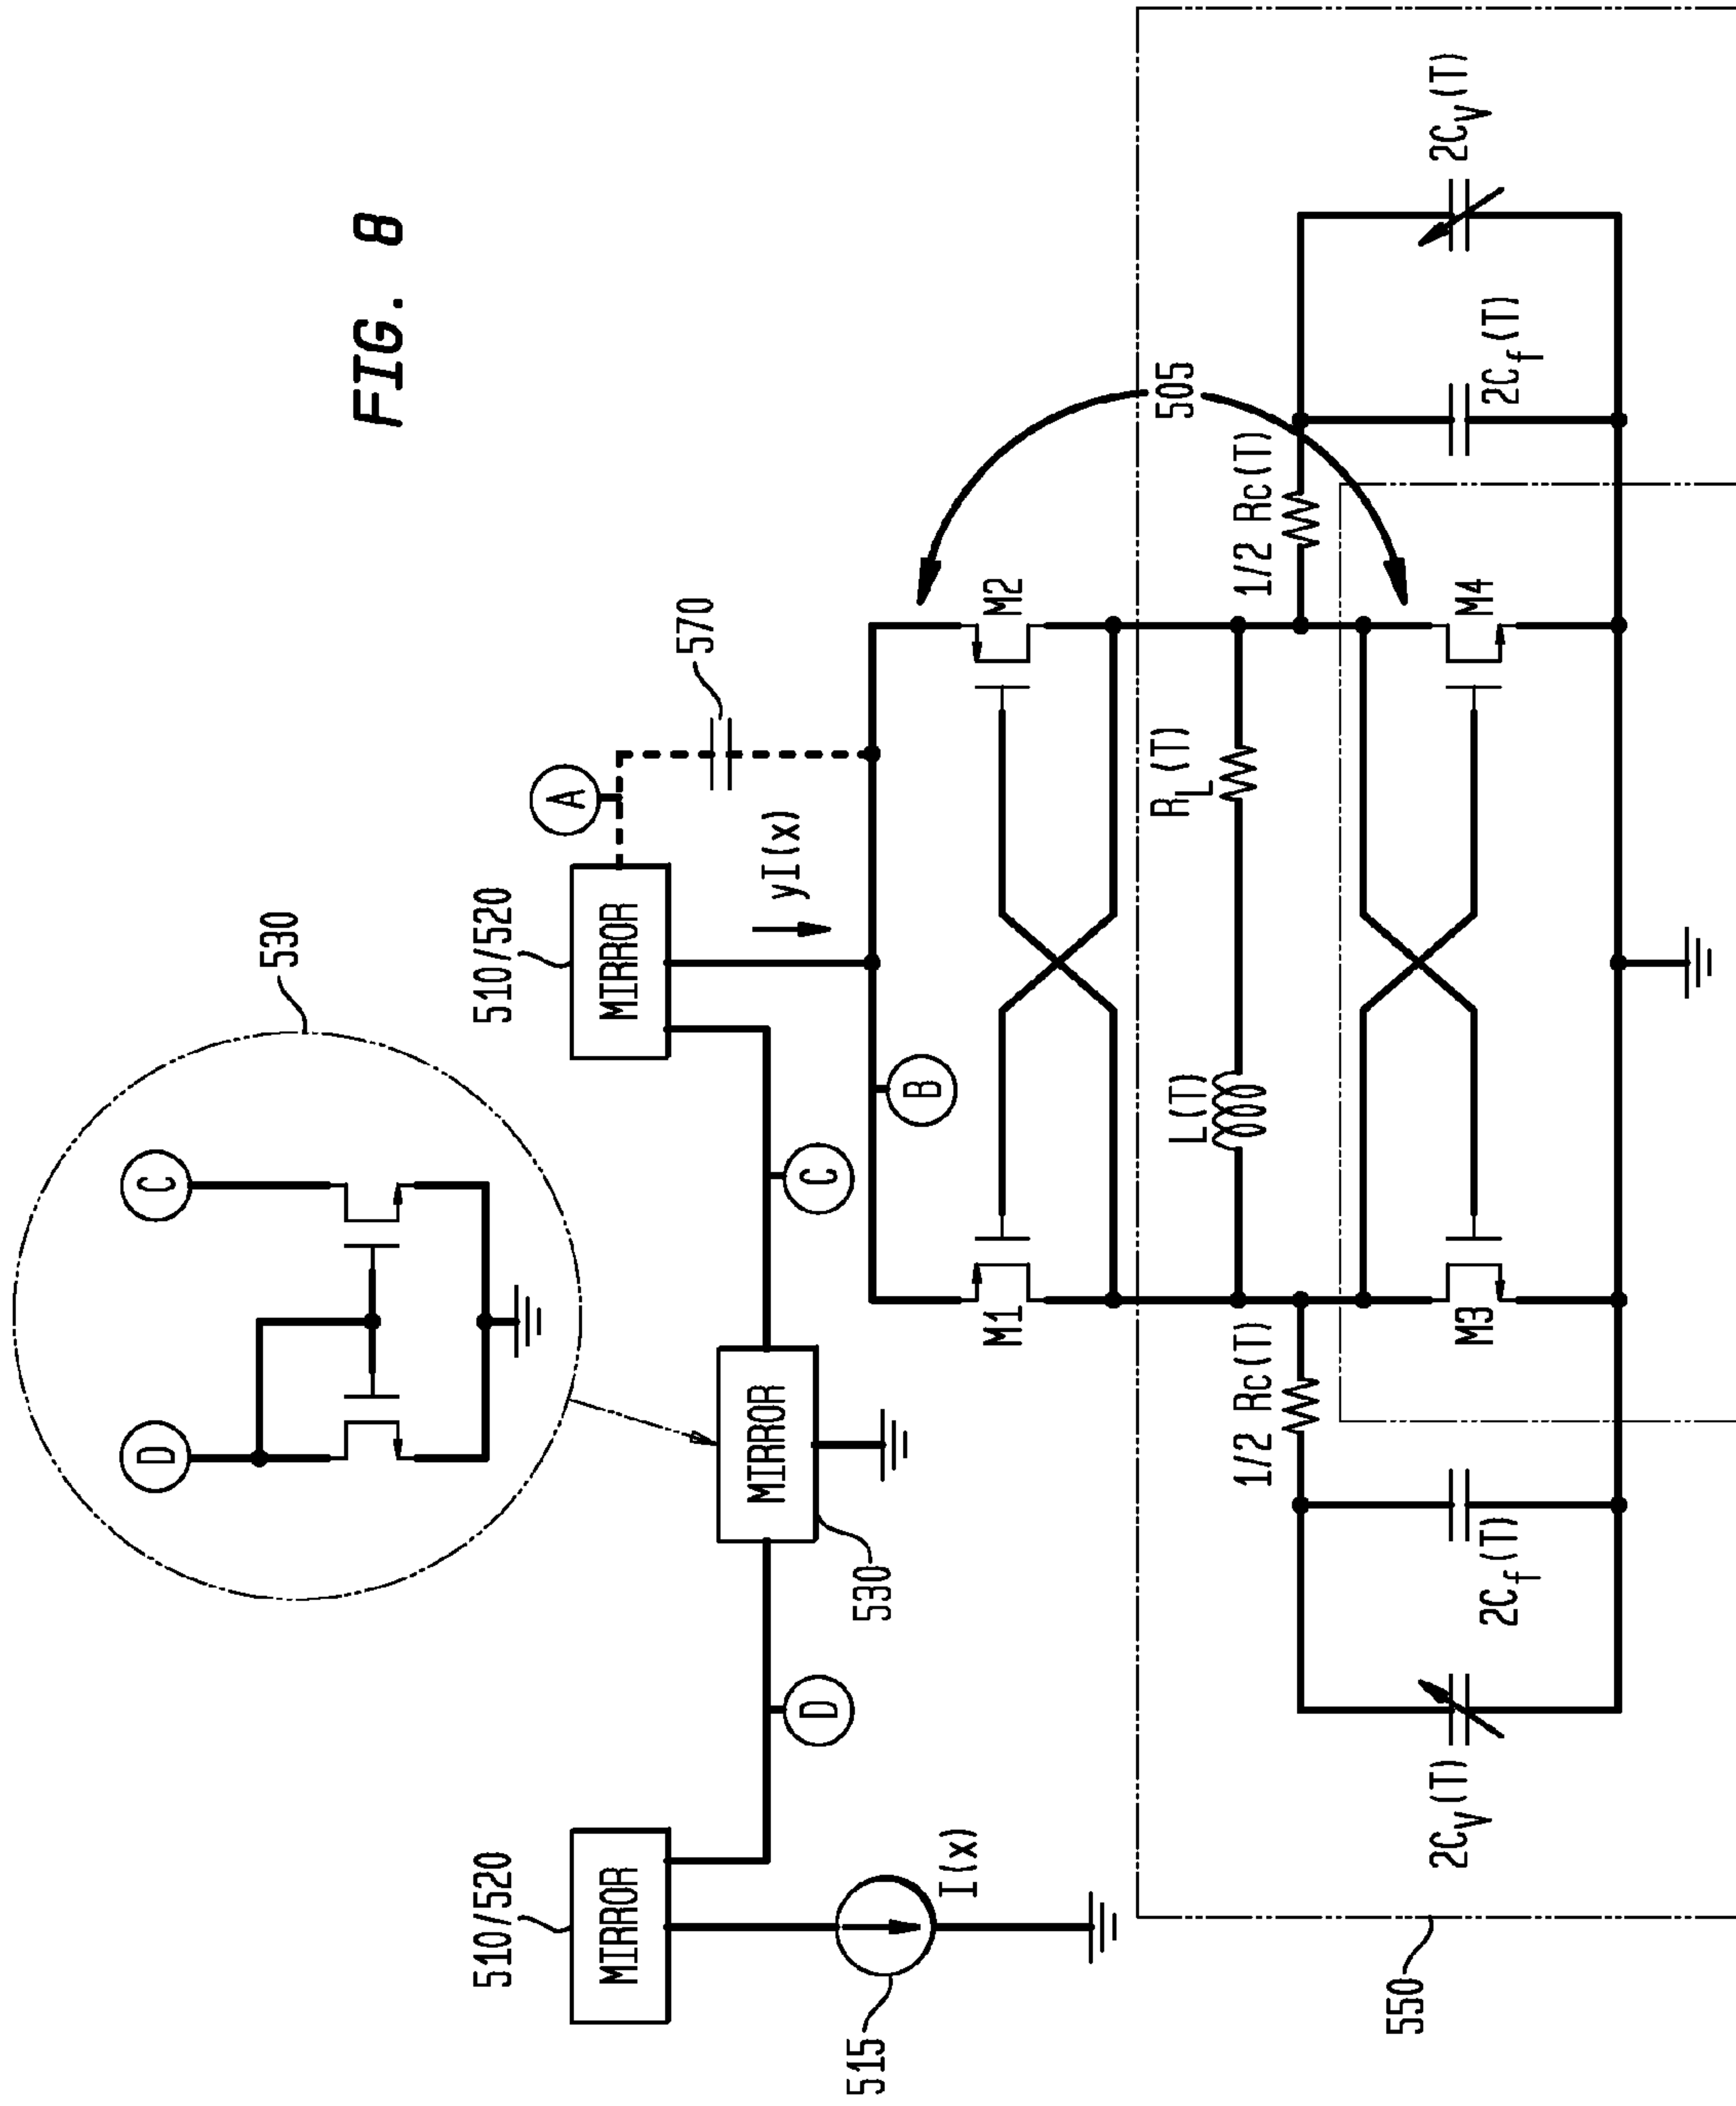 FIG. 8
530
D
C
510/520
MIRROR
515
I(x)
D
MIRROR
530
C
510/520
MIRROR
A
570
yI(x)
B
M1
M2
505
L(T)
R_L(T)
1/2 Rc(T)
1/2 Rc(T)
M3
M4
2C_V(T)
2C_f(T)
2C_f(T)
2C_V(T)
550